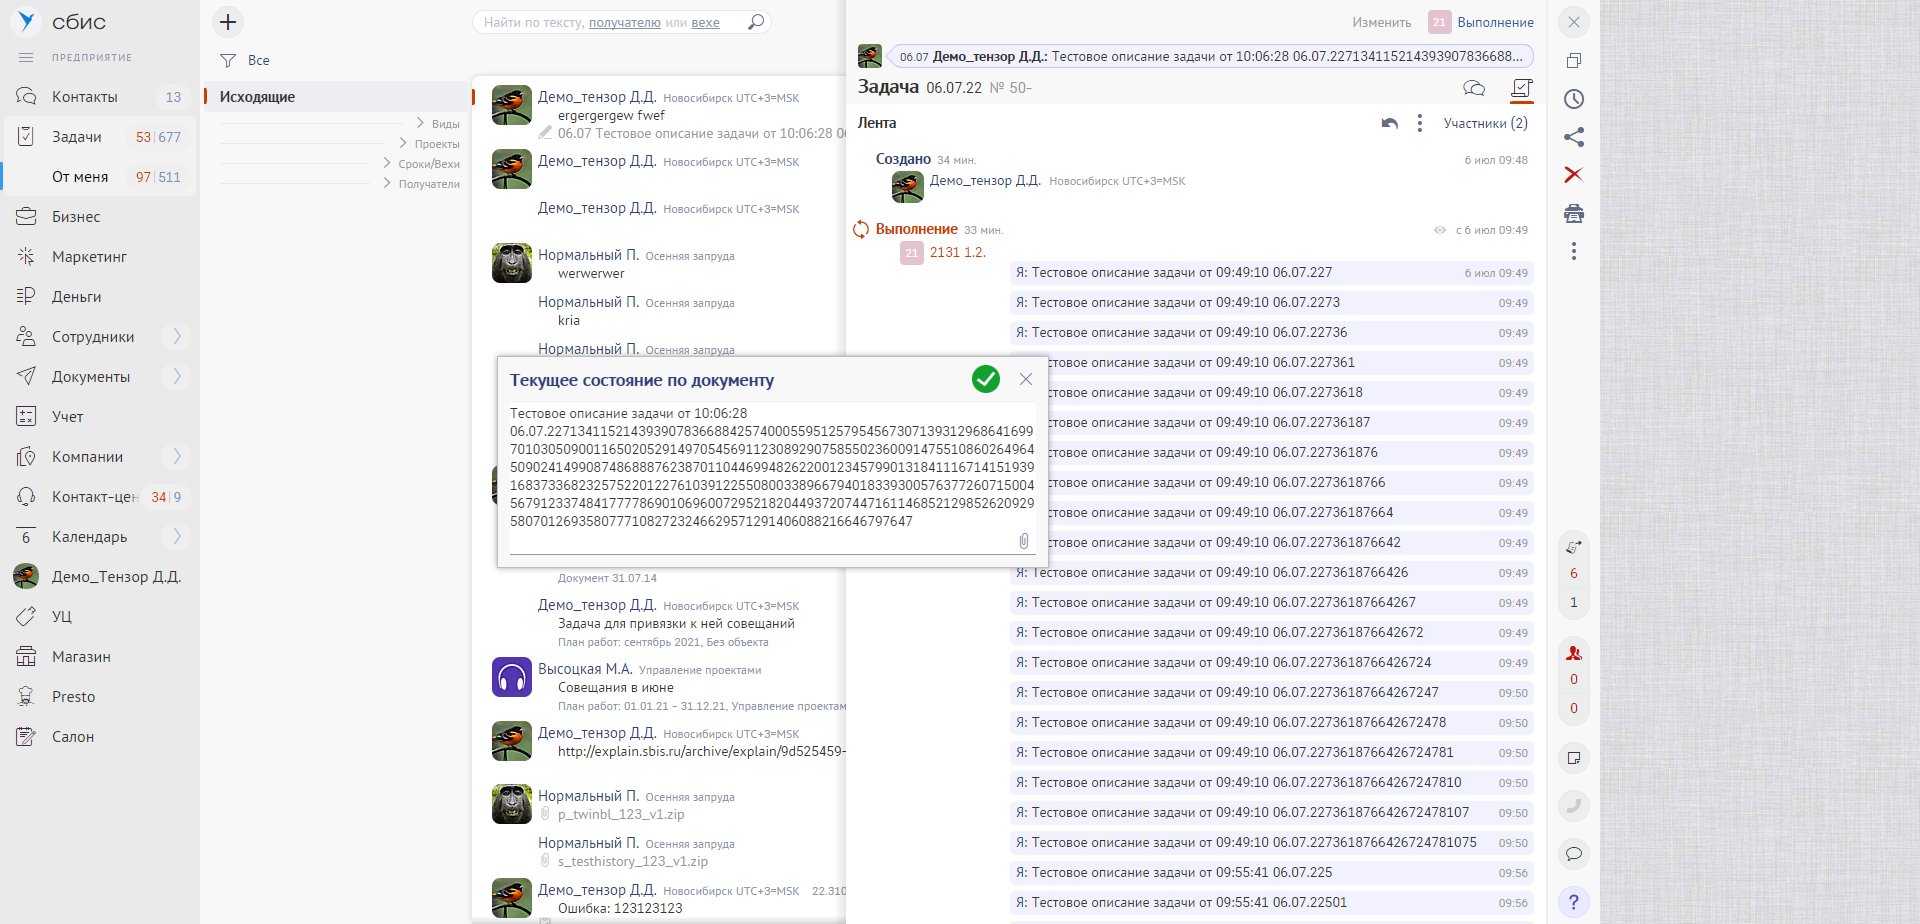 сбис
ПРЕДПРИЯТИЕ
Контакты 13
Задачи 53|677
От меня 97|511
Бизнес
Маркетинг
Деньги
Сотрудники
Документы
Учет
Компании
Контакт-цен 34|9
6 Календарь
Демо_Тензор Д.Д.
УЦ
Магазин
Presto
Салон
Найти по тексту, получателю или вехе
Все
Исходящие
Виды
Проекты
Сроки/Вехи
Получатели
Демо_тензор Д.Д. Новосибирск UTC+3=MSK
ergergergew fwef
06.07 Тестовое описание задачи от 10:06:28 0
Демо_тензор Д.Д. Новосибирск UTC+3=MSK
Демо_тензор Д.Д. Новосибирск UTC+3=MSK
Нормальный П. Осенняя запруда
werwerwer
Нормальный П. Осенняя запруда
kria
Нормальный П. Осенняя запруда
Текущее состояние по документу
Тестовое описание задачи от 10:06:28
Документ 31.07.14
Демо_тензор Д.Д. Новосибирск UTC+3=MSK
Задача для привязки к ней совещаний
План работ: сентябрь 2021, Без объекта
Высоцкая М.А. Управление проектами
Совещания в июне
План работ: 01.01.21 - 31.12.21, Управление проектам
Демо_тензор Д.Д. Новосибирск UTC+3=MSK
http://explain.sbis.ru/archive/explain/9d525459-
Нормальный П. Осенняя запруда
p_twinbl_123_v1.zip
Нормальный П. Осенняя запруда
s_testhistory_123_v1.zip
Демо_тензор Д.Д. Новосибирск UTC+3=MSK 22.310
Ошибка: 123123123
Изменить 21 Выполнение
06.07 Демо_тензор Д.Д.: Тестовое описание задачи от 10:06:28 06.07.227134115214393907836688...
Задача 06.07.22 № 50-
Лента Участники (2)
Создано 34 мин. 6 июл 09:48
Демо_тензор Д.Д. Новосибирск UTC+3=MSK
Выполнение 33 мин. с 6 июл 09:49
21 2131 1.2.
Я: Тестовое описание задачи от 09:49:10 06.07.227 6 июл 09:49
Я: Тестовое описание задачи от 09:49:10 06.07.2273 09:49
Я: Тестовое описание задачи от 09:49:10 06.07.22736 09:49
стовое описание задачи от 09:49:10 06.07.227361 09:49
стовое описание задачи от 09:49:10 06.07.2273618 09:49
стовое описание задачи от 09:49:10 06.07.22736187 09:49
стовое описание задачи от 09:49:10 06.07.227361876 09:49
стовое описание задачи от 09:49:10 06.07.2273618766 09:49
стовое описание задачи от 09:49:10 06.07.22736187664 09:49
стовое описание задачи от 09:49:10 06.07.227361876642 09:49
Я: Тестовое описание задачи от 09:49:10 06.07.2273618766426 09:49
Я: Тестовое описание задачи от 09:49:10 06.07.22736187664267 09:49
Я: Тестовое описание задачи от 09:49:10 06.07.227361876642672 09:49
Я: Тестовое описание задачи от 09:49:10 06.07.2273618766426724 09:49
Я: Тестовое описание задачи от 09:49:10 06.07.22736187664267247 09:50
Я: Тестовое описание задачи от 09:49:10 06.07.227361876642672478 09:50
Я: Тестовое описание задачи от 09:49:10 06.07.2273618766426724781 09:50
Я: Тестовое описание задачи от 09:49:10 06.07.22736187664267247810 09:50
Я: Тестовое описание задачи от 09:49:10 06.07.227361876642672478107 09:50
Я: Тестовое описание задачи от 09:49:10 06.07.2273618766426724781075 09:50
Я: Тестовое описание задачи от 09:55:41 06.07.225 09:56
Я: Тестовое описание задачи от 09:55:41 06.07.22501 09:56
6
1
0
0
?